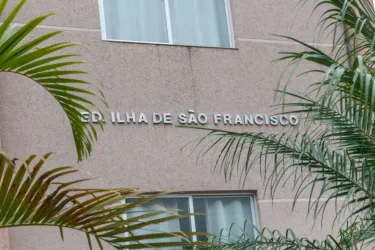 ED. ILHA DE SÃO FRANCISCO